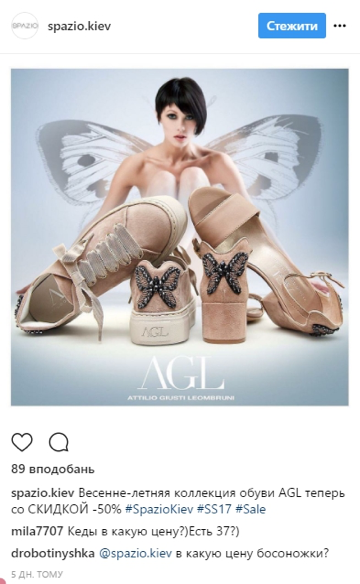 SPAZIO
spazio.kiev
Стежити
AGL
ATTILIO GIUSTI LEOMBRUNI
89 вподобань
spazio.kiev Весенне-летняя коллекция обуви AGL теперь
со СКИДКОЙ -50% #SpazioKiev #SS17 #Sale
mila7707 Кеды в какую цену?)Есть 37?)
drobotinyshka @spazio.kiev в какую цену босоножки?
5 ДН. ТОМУ